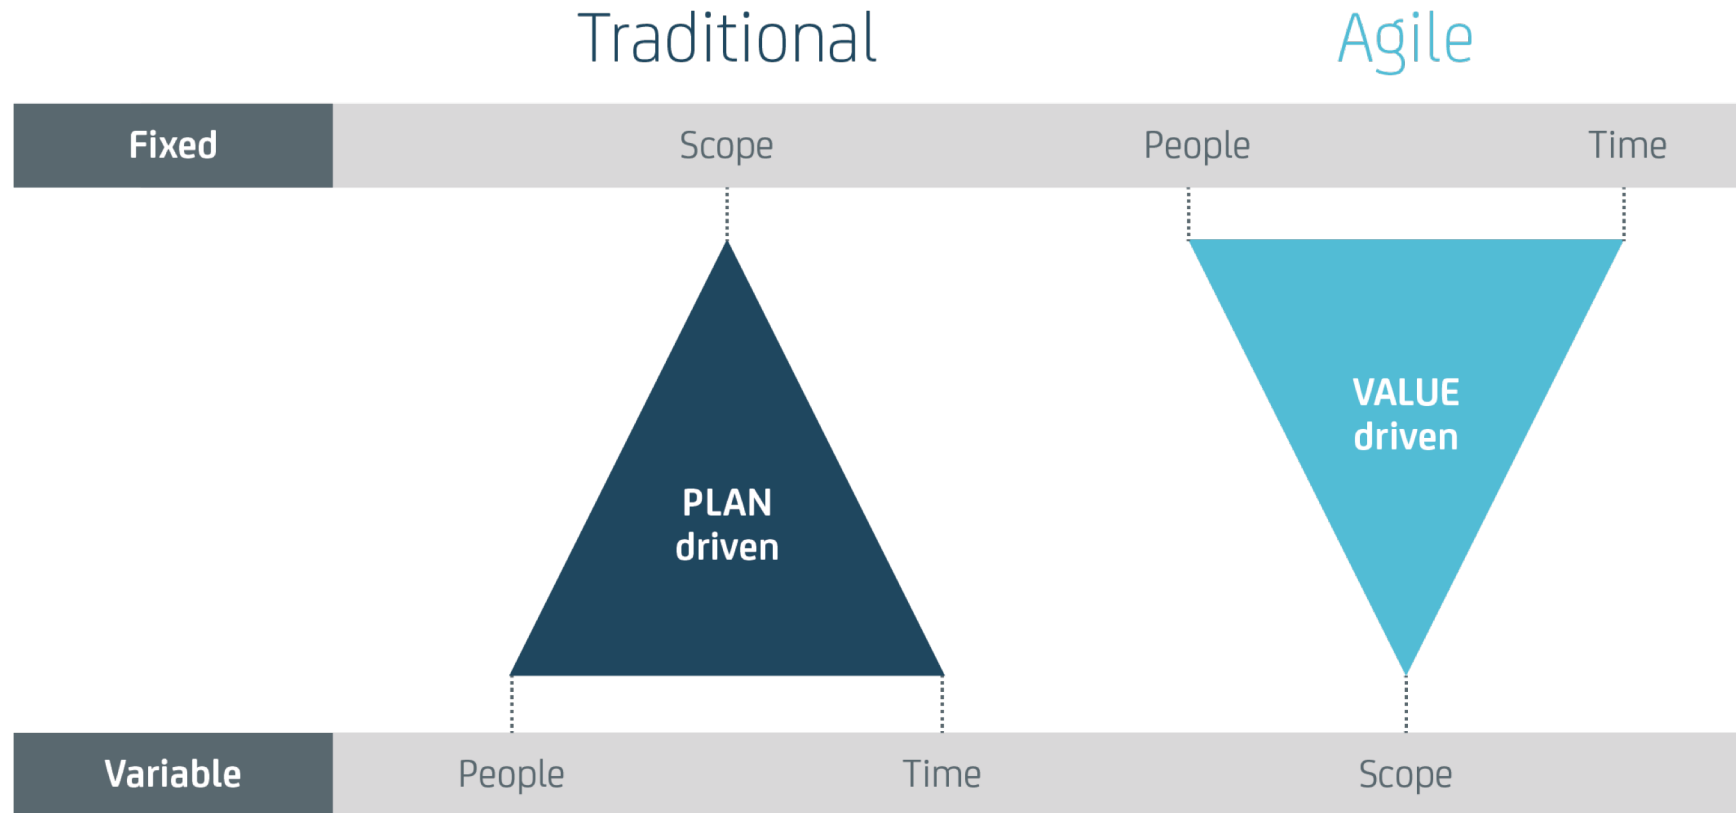 Traditional
Agile
Fixed
Scope
People
Time
PLAN
driven
VALUE
driven
Variable
People
Time
Scope